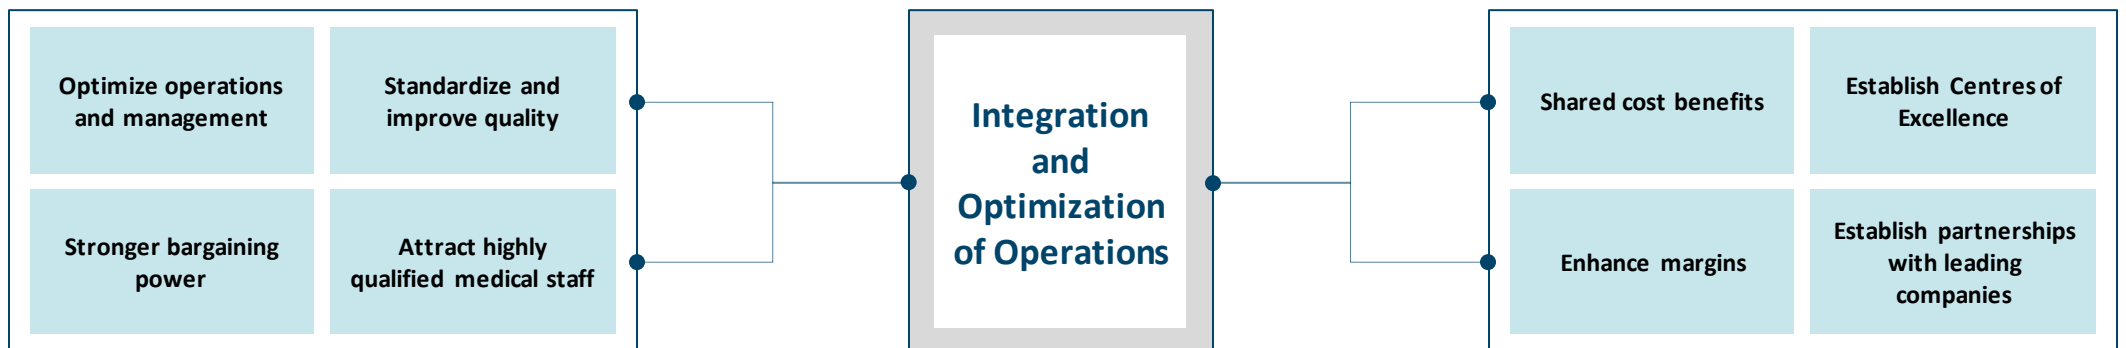 Optimize operations
and management
Standardize and
improve quality
Stronger bargaining
power
Attract highly
qualified medical staff
Integration
and
Optimization
of Operations
Shared cost benefits
Establish Centres of
Excellence
Enhance margins
Establish partnerships
with leading
companies